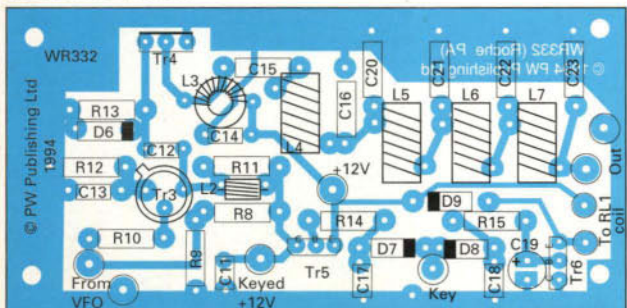 WR332
Tr4
L3
C15
C20
WR332 (Roche PA)
© 1994 PW Publishing Ltd
C21
C22
C23
© PW Publishing Ltd
1994
R13
D6
C14
L4
C16
L5
L6
L7
R12
C12
R11
+12V
Out
C13
Tr3
L2
D9
To RL1
coil
R8
R14
R15
R10
R9
D7
D8
C19
+
Tr6
From
VFO
C11
Keyed
+12V
Tr5
C17
Key
C18